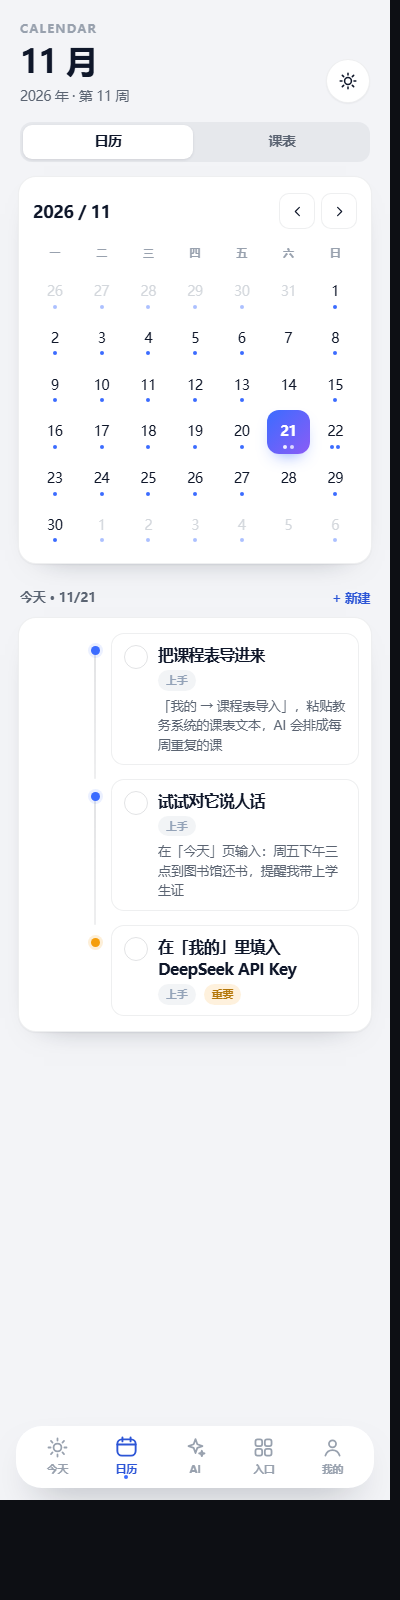 CALENDAR
11 月
2026 年 · 第 11 周
日历 课表
2026 / 11
一 二 三 四 五 六 日
26 27 28 29 30 31 1
2 3 4 5 6 7 8
9 10 11 12 13 14 15
16 17 18 19 20 21 22
23 24 25 26 27 28 29
30 1 2 3 4 5 6
今天 • 11/21 + 新建
把课程表导进来
上手
「我的 → 课程表导入」，粘贴教
务系统的课表文本，AI 会排成每
周重复的课
试试对它说人话
上手
在「今天」页输入：周五下午三
点到图书馆还书，提醒我带上学
生证
在「我的」里填入
DeepSeek API Key
上手 重要
今天 日历 AI 入口 我的